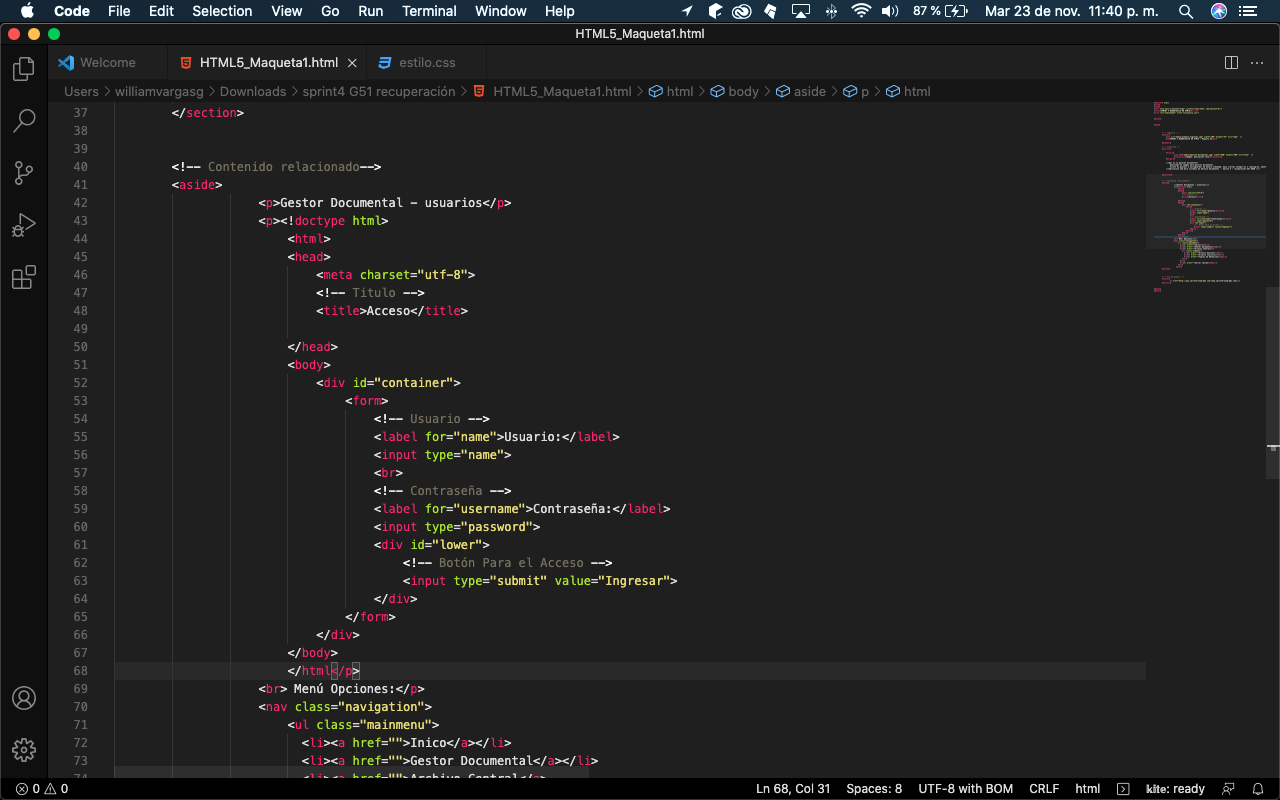 Code File Edit Selection View Go Run Terminal Window Help 87 % Mar 23 de nov. 11:40 p. m.
HTML5_Maqueta1.html
Welcome HTML5_Maqueta1.html estilo.css
Users > williamvargasg > Downloads > sprint4 G51 recuperación > HTML5_Maqueta1.html > html > body > aside > p > html
37 </section>
38
39
40 <!-- Contenido relacionado-->
41 <aside>
42 <p>Gestor Documental - usuarios</p>
43 <p><!doctype html>
44 <html>
45 <head>
46 <meta charset="utf-8">
47 <!-- Titulo -->
48 <title>Acceso</title>
49
50 </head>
51 <body>
52 <div id="container">
53 <form>
54 <!-- Usuario -->
55 <label for="name">Usuario:</label>
56 <input type="name">
57 <br>
58 <!-- Contraseña -->
59 <label for="username">Contraseña:</label>
60 <input type="password">
61 <div id="lower">
62 <!-- Botón Para el Acceso -->
63 <input type="submit" value="Ingresar">
64 </div>
65 </form>
66 </div>
67 </body>
68 </html</p>
69 <br> Menú Opciones:</p>
70 <nav class="navigation">
71 <ul class="mainmenu">
72 <li><a href="">Inico</a></li>
73 <li><a href="">Gestor Documental</a></li>
74 <li><a href="">Archivo Central</a>
0 0 Ln 68, Col 31 Spaces: 8 UTF-8 with BOM CRLF html kite: ready